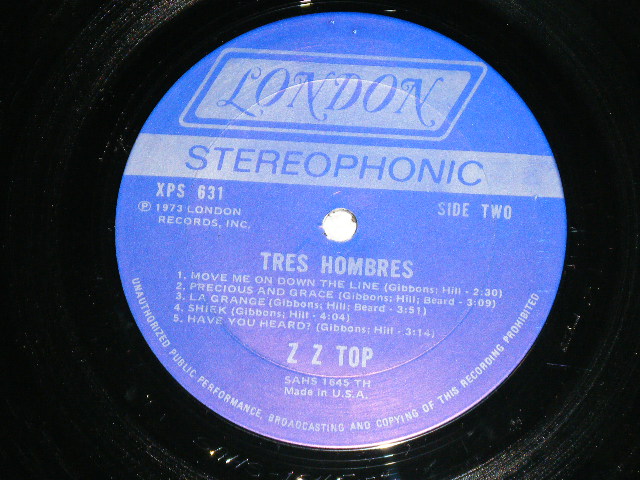 LONDON
STEREOPHONIC
XPS 631
℗ 1973 LONDON
RECORDS, INC.
SIDE TWO
TRES HOMBRES
1. MOVE ME ON DOWN THE LINE (Gibbons; Hill - 2:30)
2. PRECIOUS AND GRACE (Gibbons; Hill; Beard - 3:09)
3. LA GRANGE (Gibbons; Hill; Beard - 3:51)
4. SHIEK (Gibbons; Hill - 4:04)
5. HAVE YOU HEARD? (Gibbons; Hill - 3:14)
Z Z TOP
SAHS 1645 TH
Made in U.S.A.
UNAUTHORIZED PUBLIC PERFORMANCE, BROADCASTING AND COPYING OF THIS RECORDING PROHIBITED